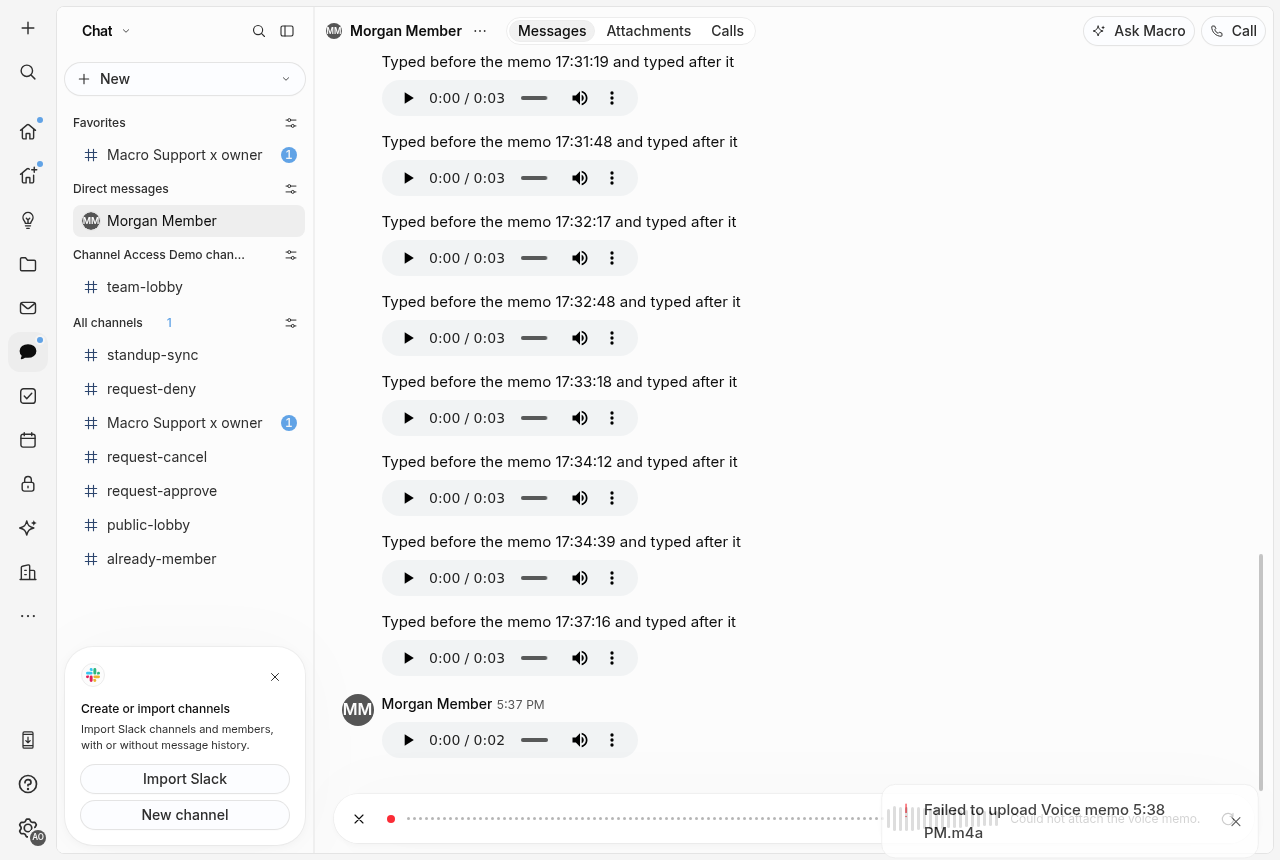 Chat
New
Favorites
Macro Support x owner 1
Direct messages
MM Morgan Member
Channel Access Demo chan...
team-lobby
All channels 1
standup-sync
request-deny
Macro Support x owner 1
request-cancel
request-approve
public-lobby
already-member
Create or import channels
Import Slack channels and members,
with or without message history.
Import Slack
New channel
AO
MM Morgan Member ... Messages Attachments Calls Ask Macro Call
Typed before the memo 17:31:19 and typed after it
0:00 / 0:03
Typed before the memo 17:31:48 and typed after it
0:00 / 0:03
Typed before the memo 17:32:17 and typed after it
0:00 / 0:03
Typed before the memo 17:32:48 and typed after it
0:00 / 0:03
Typed before the memo 17:33:18 and typed after it
0:00 / 0:03
Typed before the memo 17:34:12 and typed after it
0:00 / 0:03
Typed before the memo 17:34:39 and typed after it
0:00 / 0:03
Typed before the memo 17:37:16 and typed after it
0:00 / 0:03
MM Morgan Member 5:37 PM
0:00 / 0:02
Failed to upload Voice memo 5:38
PM.m4a
Could not attach the voice memo.